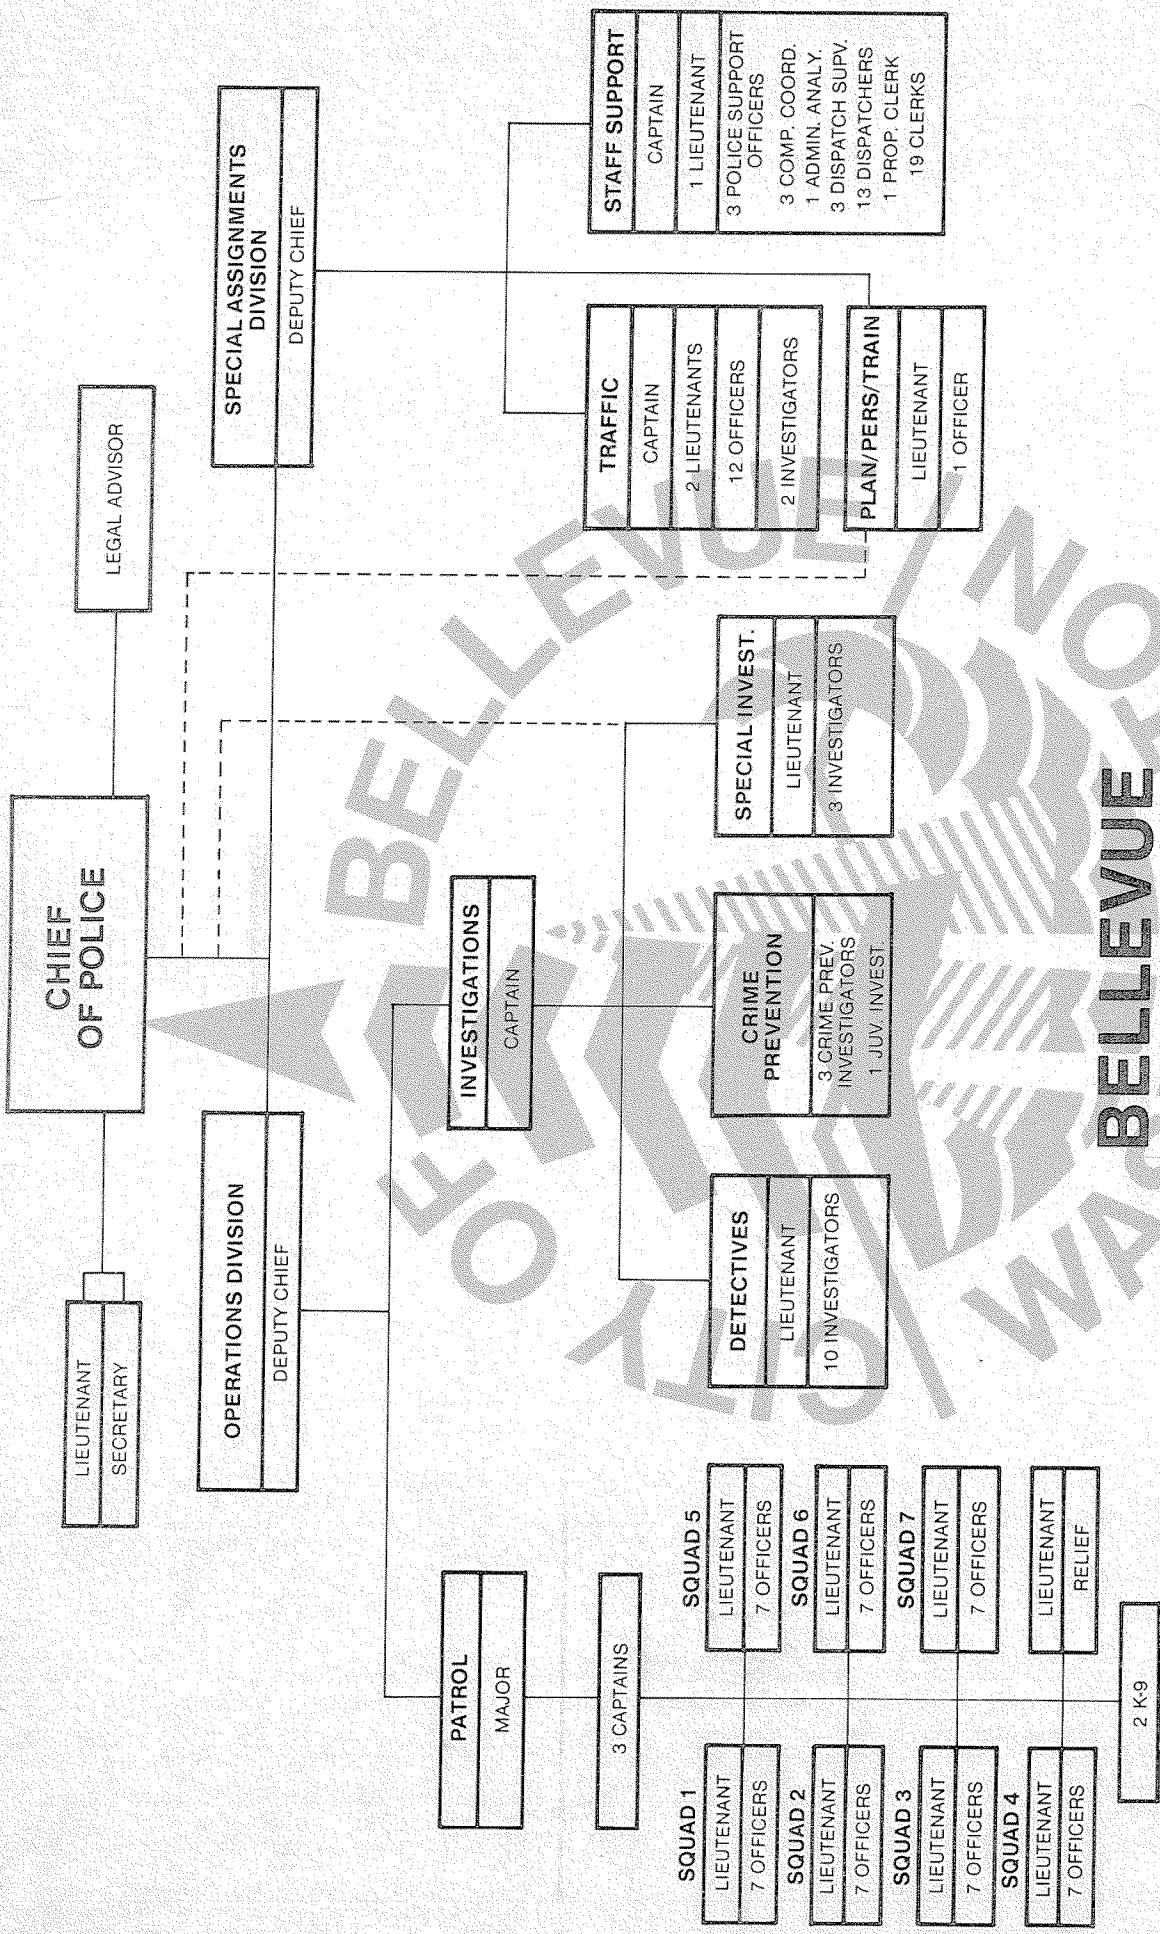 CHIEF
OF POLICE
LIEUTENANT
SECRETARY
LEGAL ADVISOR
OPERATIONS DIVISION
DEPUTY CHIEF
SPECIAL ASSIGNMENTS
DIVISION
DEPUTY CHIEF
PATROL
MAJOR
3 CAPTAINS
SQUAD 1
LIEUTENANT
7 OFFICERS
SQUAD 2
LIEUTENANT
7 OFFICERS
SQUAD 3
LIEUTENANT
7 OFFICERS
SQUAD 4
LIEUTENANT
7 OFFICERS
SQUAD 5
LIEUTENANT
7 OFFICERS
SQUAD 6
LIEUTENANT
7 OFFICERS
SQUAD 7
LIEUTENANT
7 OFFICERS
LIEUTENANT
RELIEF
2 K-9
INVESTIGATIONS
CAPTAIN
DETECTIVES
LIEUTENANT
10 INVESTIGATORS
CRIME
PREVENTION
3 CRIME PREV.
INVESTIGATORS
1 JUV. INVEST.
SPECIAL INVEST.
LIEUTENANT
3 INVESTIGATORS
TRAFFIC
CAPTAIN
2 LIEUTENANTS
12 OFFICERS
2 INVESTIGATORS
PLAN/PERS/TRAIN
LIEUTENANT
1 OFFICER
STAFF SUPPORT
CAPTAIN
1 LIEUTENANT
3 POLICE SUPPORT
OFFICERS
3 COMP. COORD.
1 ADMIN. ANALY.
3 DISPATCH SUPV.
13 DISPATCHERS
1 PROP. CLERK
19 CLERKS
CITY OF BELLEVUE
BELLEVUE